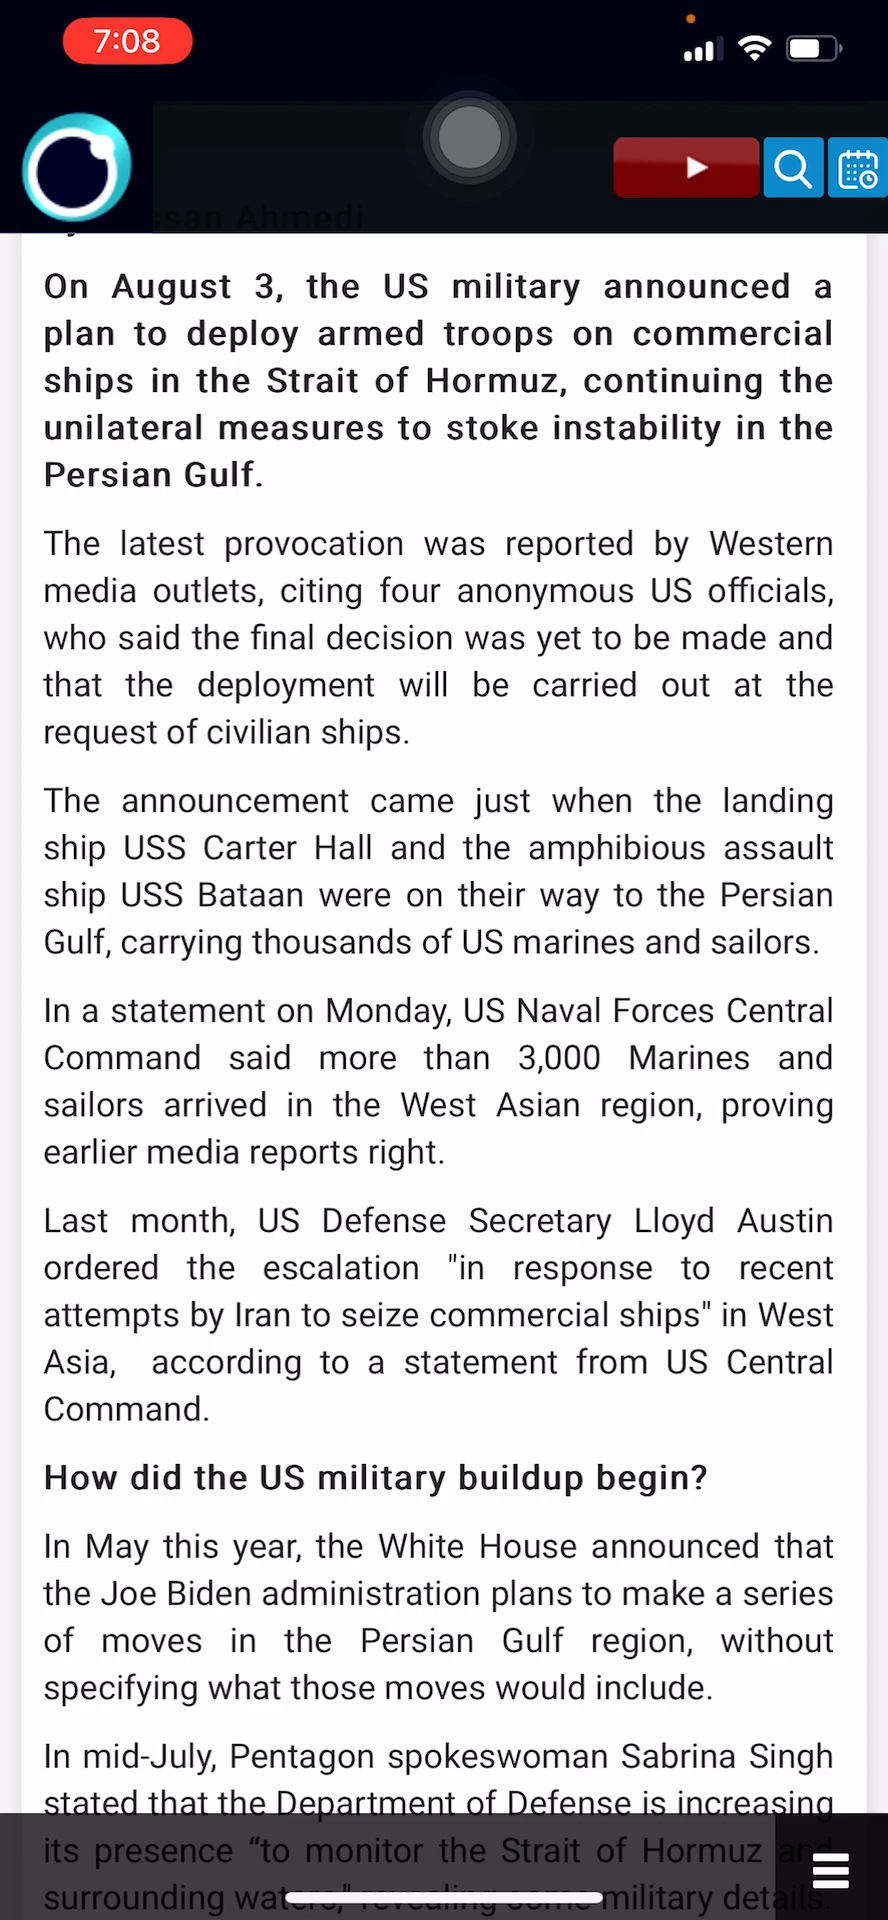 7:08
ssan Ahmedi
On August 3, the US military announced a
plan to deploy armed troops on commercial
ships in the Strait of Hormuz, continuing the
unilateral measures to stoke instability in the
Persian Gulf.
The latest provocation was reported by Western
media outlets, citing four anonymous US officials,
who said the final decision was yet to be made and
that the deployment will be carried out at the
request of civilian ships.
The announcement came just when the landing
ship USS Carter Hall and the amphibious assault
ship USS Bataan were on their way to the Persian
Gulf, carrying thousands of US marines and sailors.
In a statement on Monday, US Naval Forces Central
Command said more than 3,000 Marines and
sailors arrived in the West Asian region, proving
earlier media reports right.
Last month, US Defense Secretary Lloyd Austin
ordered the escalation "in response to recent
attempts by Iran to seize commercial ships" in West
Asia, according to a statement from US Central
Command.
How did the US military buildup begin?
In May this year, the White House announced that
the Joe Biden administration plans to make a series
of moves in the Persian Gulf region, without
specifying what those moves would include.
In mid-July, Pentagon spokeswoman Sabrina Singh
stated that the Department of Defense is increasing
its presence “to monitor the Strait of Hormuz and
surrounding waters," revealing some military details.